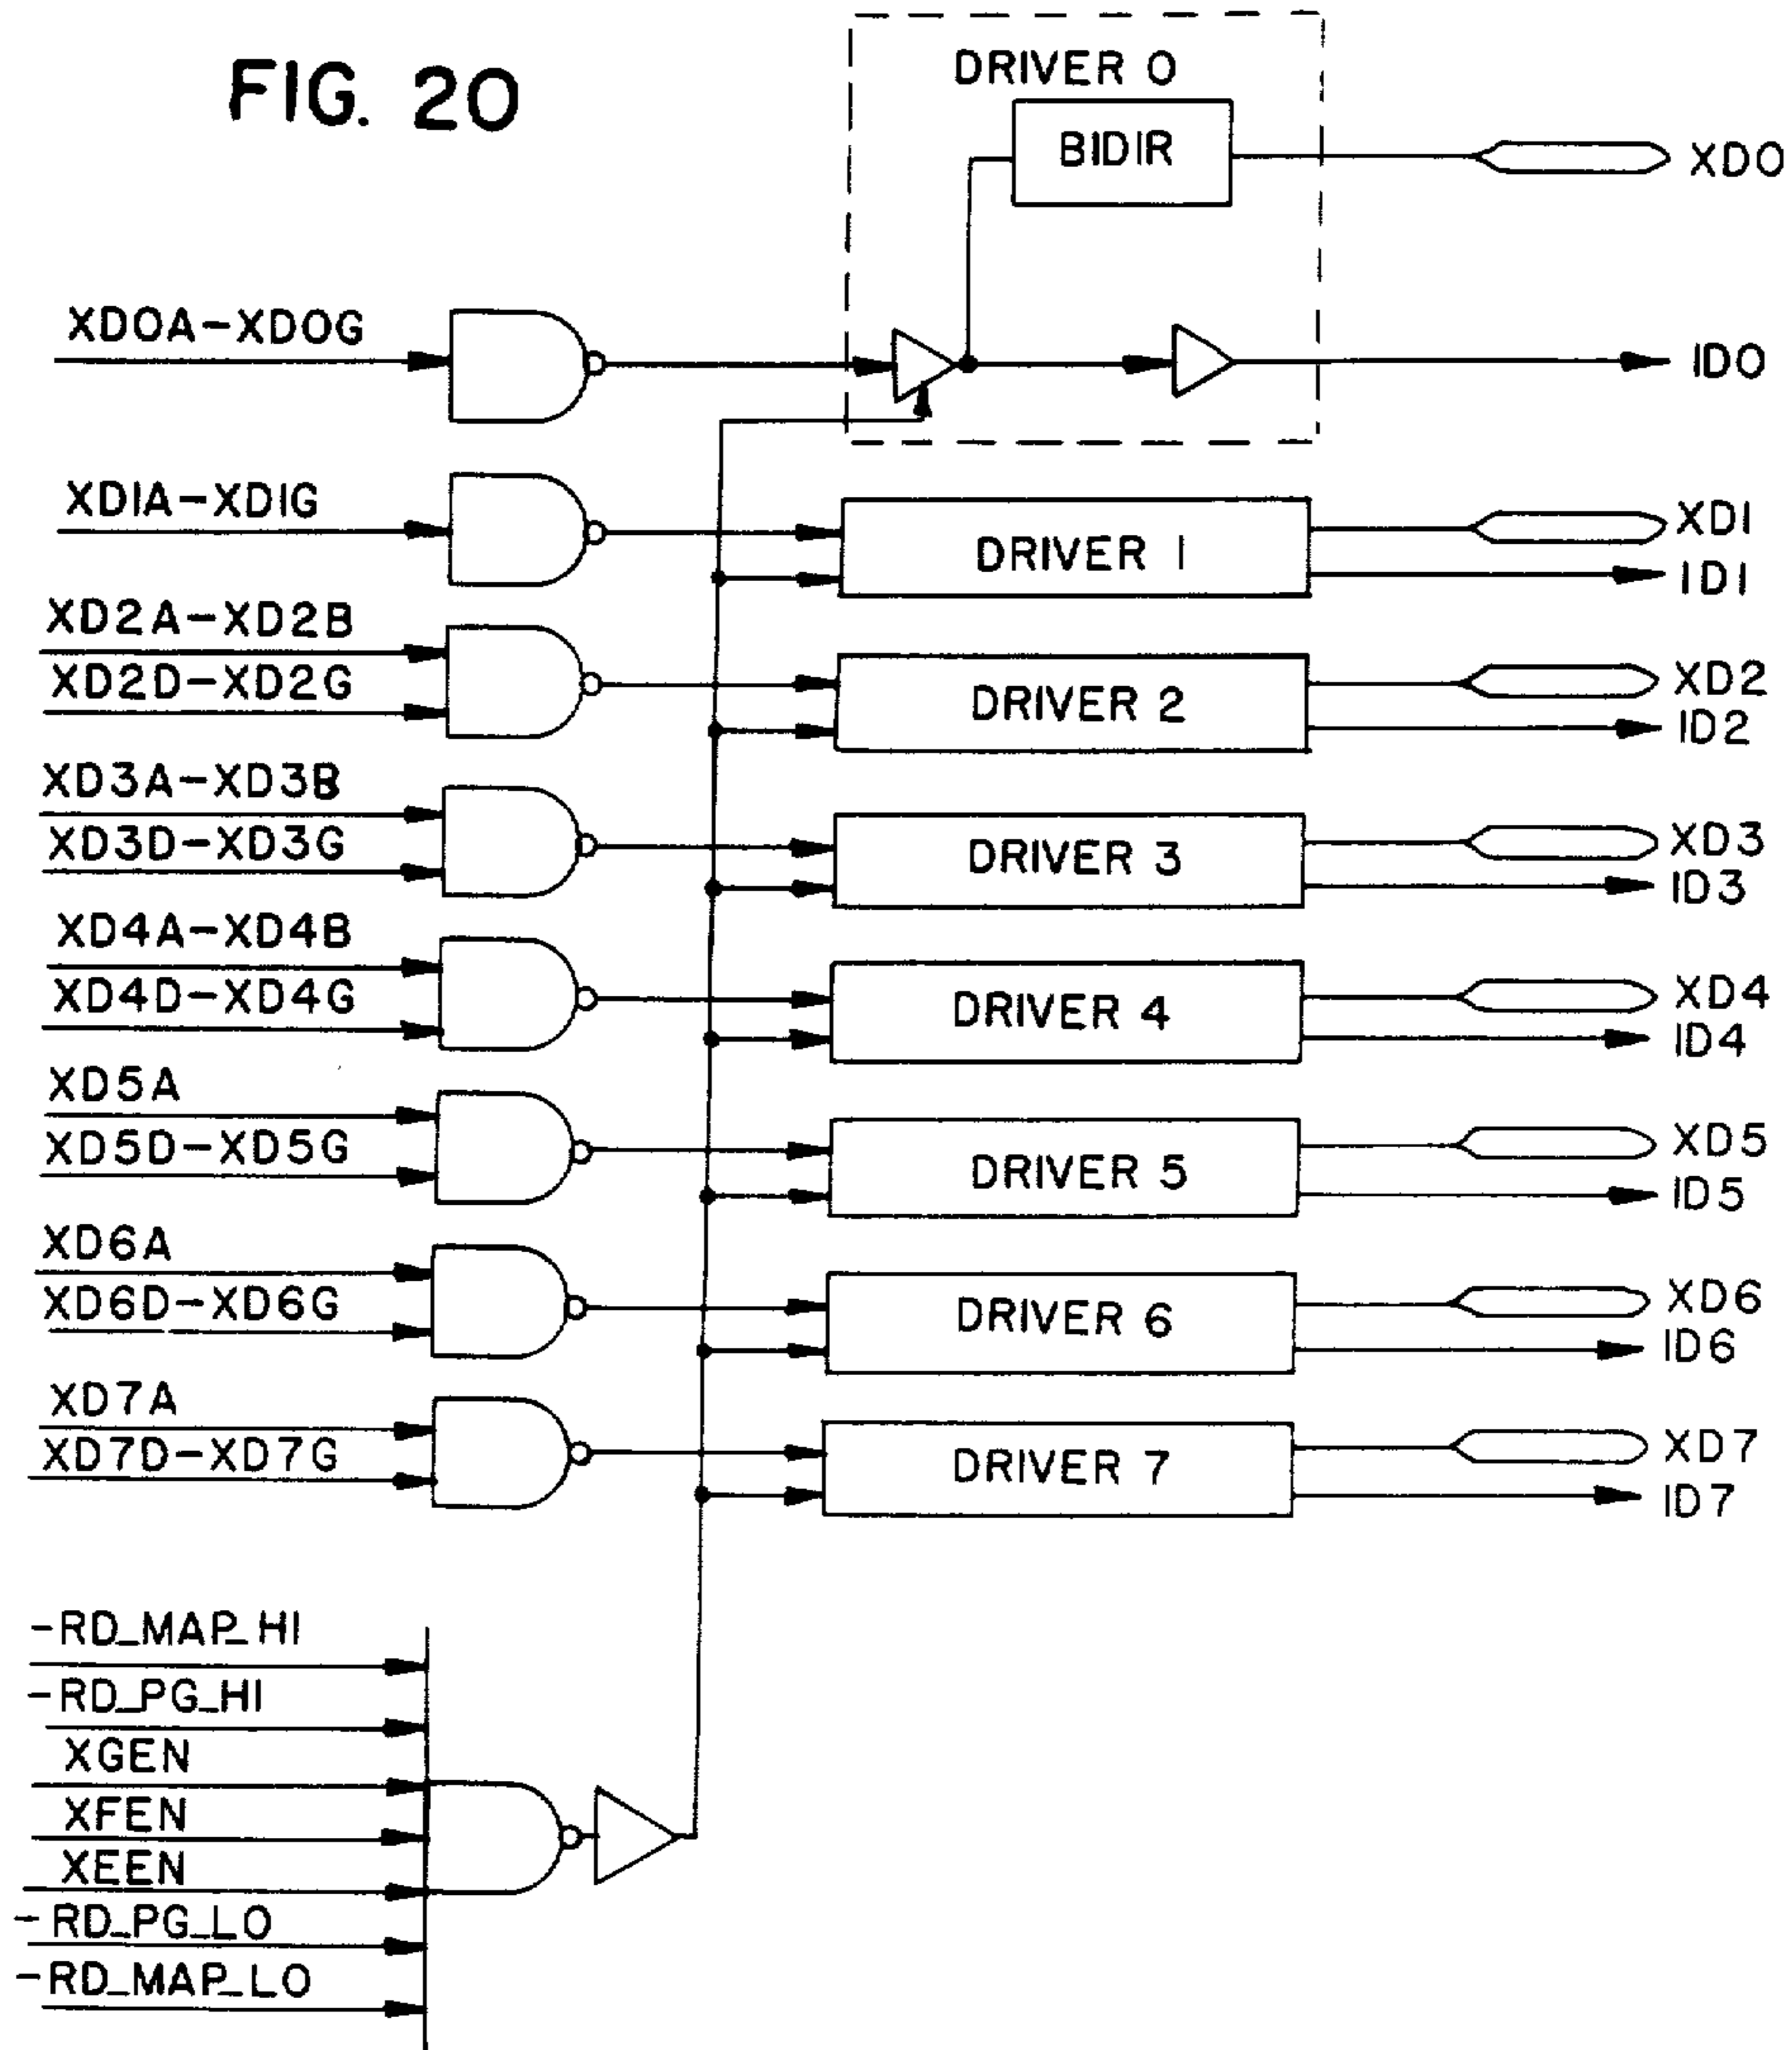 FIG. 20
DRIVER 0
BIDIR
XD0
XD0A-XD0G
ID0
XD1A-XD1G
DRIVER 1
XD1
ID1
XD2A-XD2B
XD2D-XD2G
DRIVER 2
XD2
ID2
XD3A-XD3B
XD3D-XD3G
DRIVER 3
XD3
ID3
XD4A-XD4B
XD4D-XD4G
DRIVER 4
XD4
ID4
XD5A
XD5D-XD5G
DRIVER 5
XD5
ID5
XD6A
XD6D-XD6G
DRIVER 6
XD6
ID6
XD7A
XD7D-XD7G
DRIVER 7
XD7
ID7
-RD_MAP_HI
-RD_PG_HI
XGEN
XFEN
XEEN
-RD_PG_LO
-RD_MAP_LO